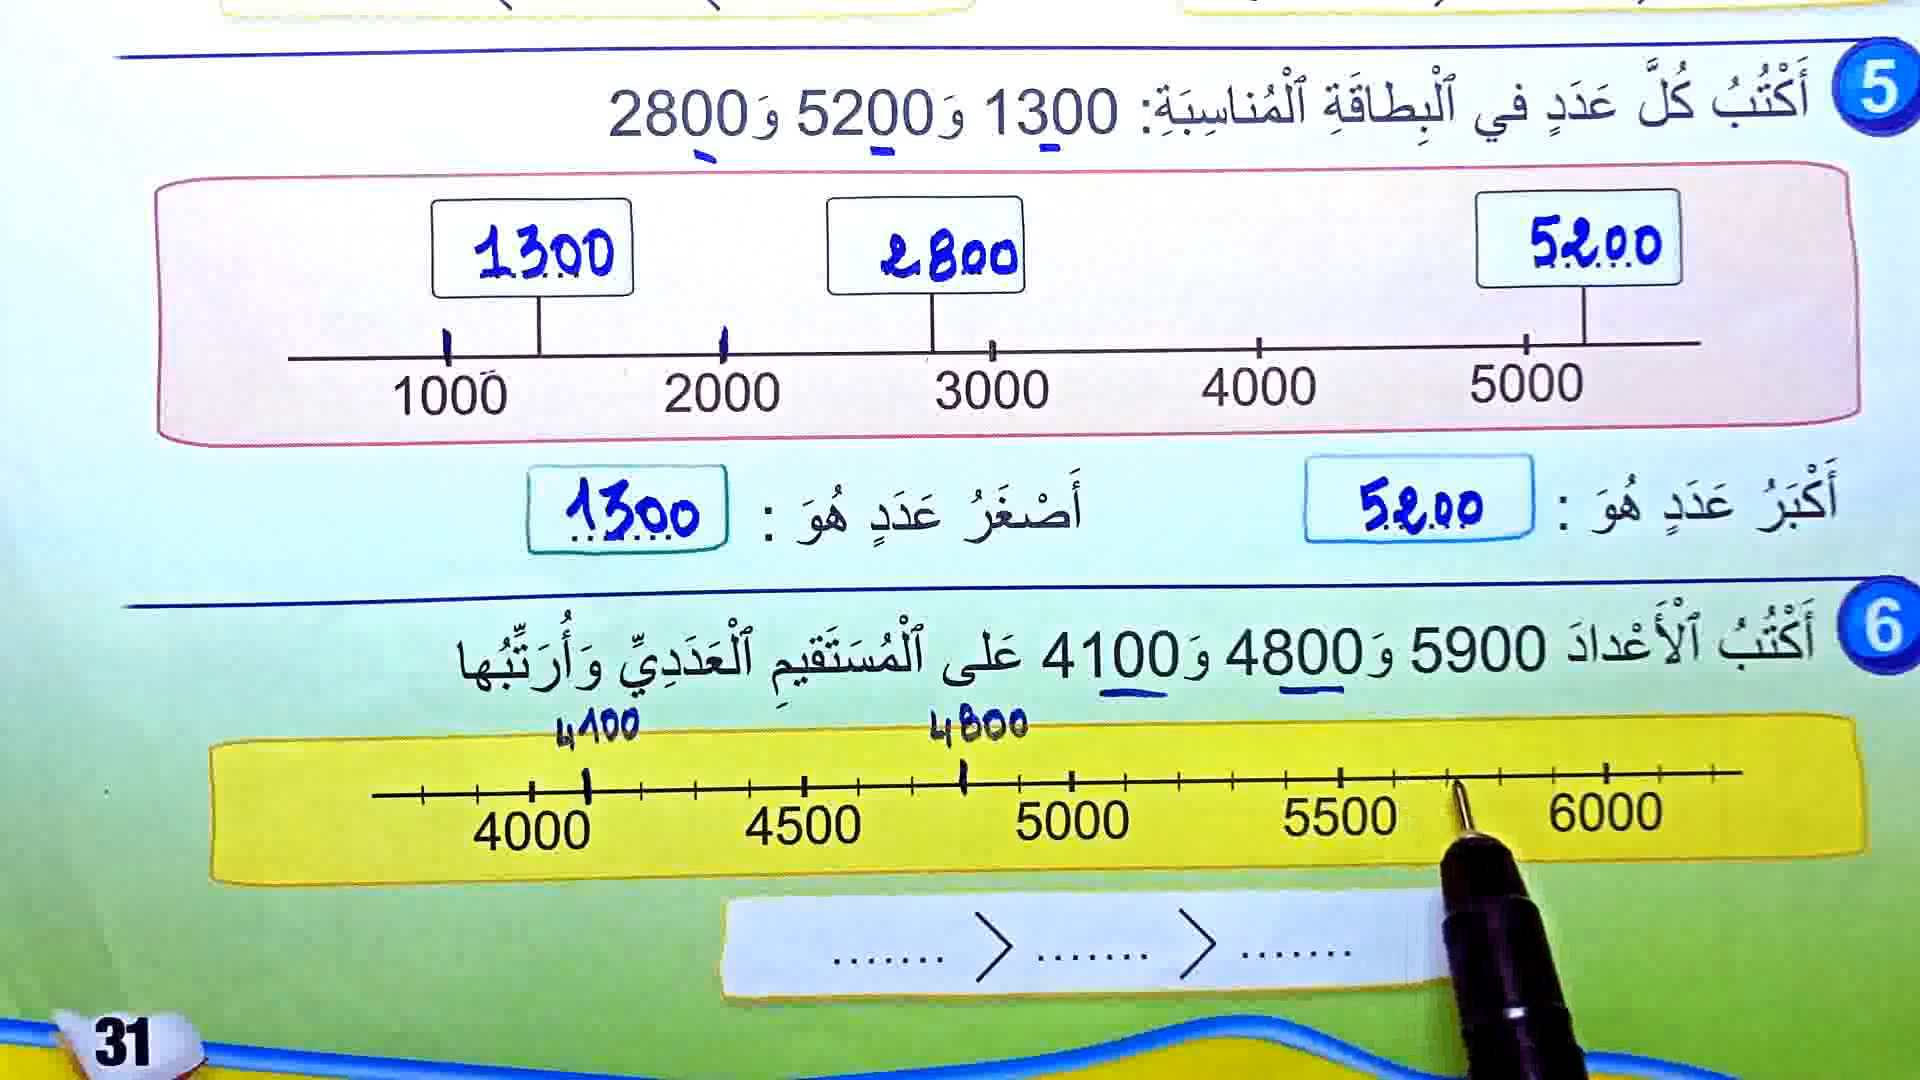 5 أَكْتُبُ كُلَّ عَدَدٍ في ٱلْبِطاقَةِ ٱلْمُناسِبَةِ: 1300 وَ5200 وَ2800
1300 2800 5200
1000 2000 3000 4000 5000
أَكْبَرُ عَدَدٍ هُوَ : 5200 أَصْغَرُ عَدَدٍ هُوَ : 1300
6 أَكْتُبُ ٱلْأَعْدادَ 5900 وَ4800 وَ4100 عَلى ٱلْمُسَتَقيمِ ٱلْعَدَدِيِّ وَأُرَتِّبُها
4100 4800
4000 4500 5000 5500 6000
....... > ....... > .......
31